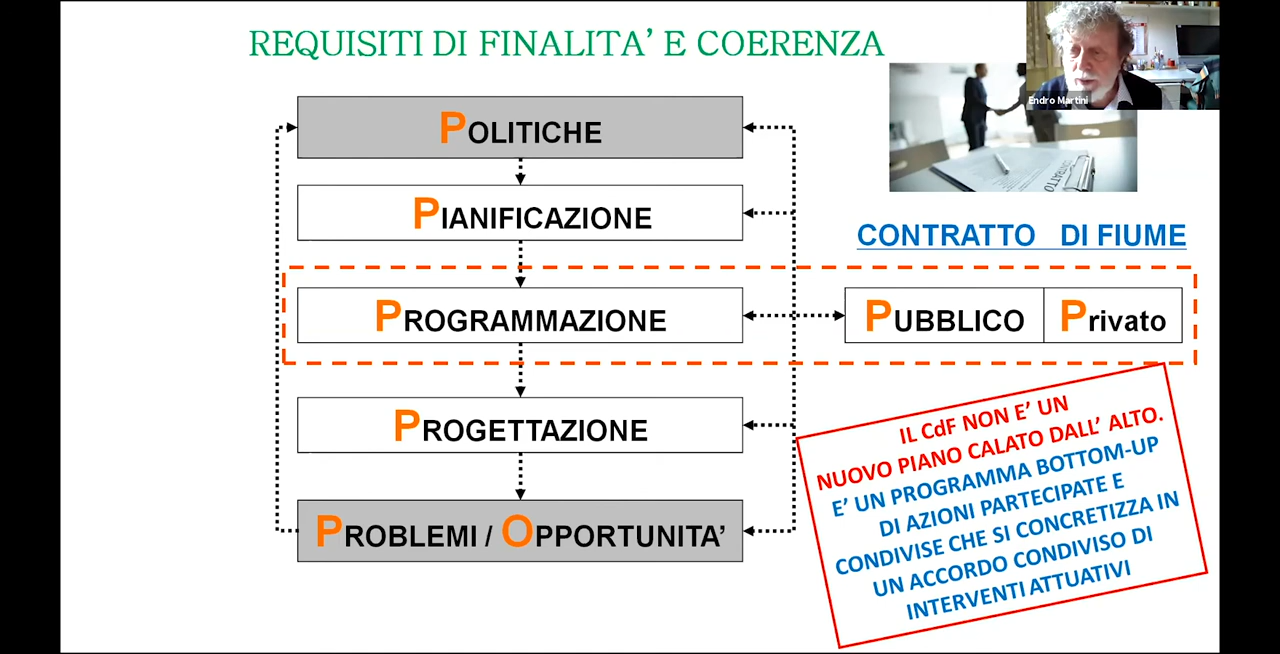 REQUISITI DI FINALITA’ E COERENZA
Endro Martini
CONTRATTO
POLITICHE
PIANIFICAZIONE
CONTRATTO DI FIUME
PROGRAMMAZIONE
PUBBLICO
Privato
PROGETTAZIONE
IL CdF NON E’ UN
NUOVO PIANO CALATO DALL’ ALTO.
E’ UN PROGRAMMA BOTTOM-UP
DI AZIONI PARTECIPATE E
CONDIVISE CHE SI CONCRETIZZA IN
UN ACCORDO CONDIVISO DI
INTERVENTI ATTUATIVI
PROBLEMI / OPPORTUNITA’